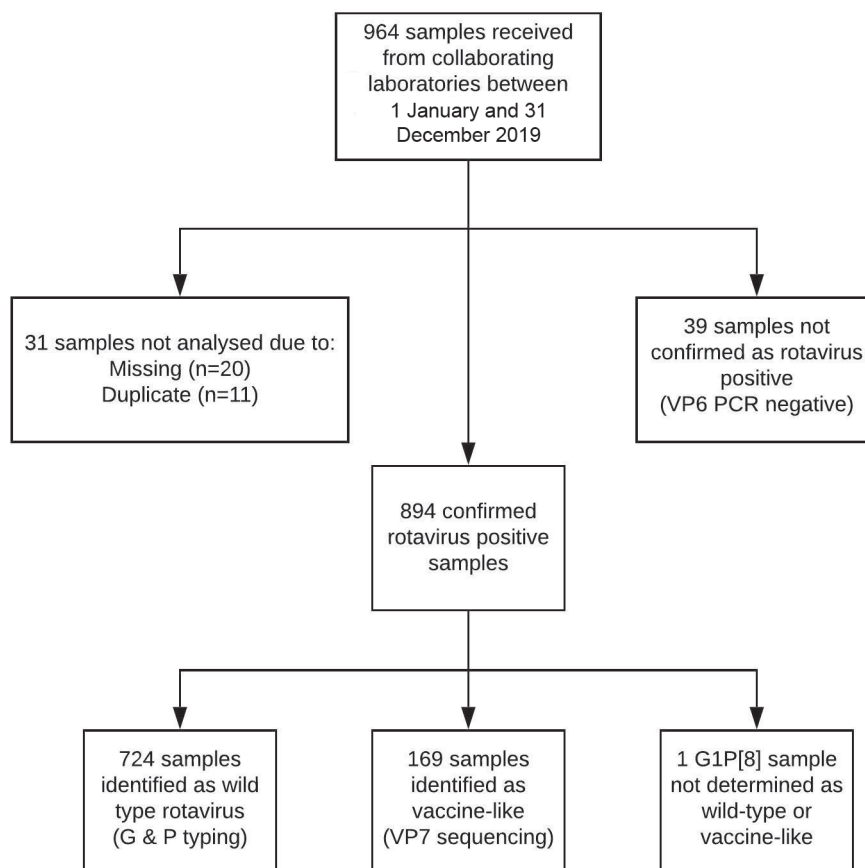 964 samples received
from collaborating
laboratories between
1 January and 31
December 2019
31 samples not analysed due to:
Missing (n=20)
Duplicate (n=11)
39 samples not
confirmed as rotavirus
positive
(VP6 PCR negative)
894 confirmed
rotavirus positive
samples
724 samples
identified as wild
type rotavirus
(G & P typing)
169 samples
identified as
vaccine-like
(VP7 sequencing)
1 G1P[8] sample
not determined as
wild-type or
vaccine-like